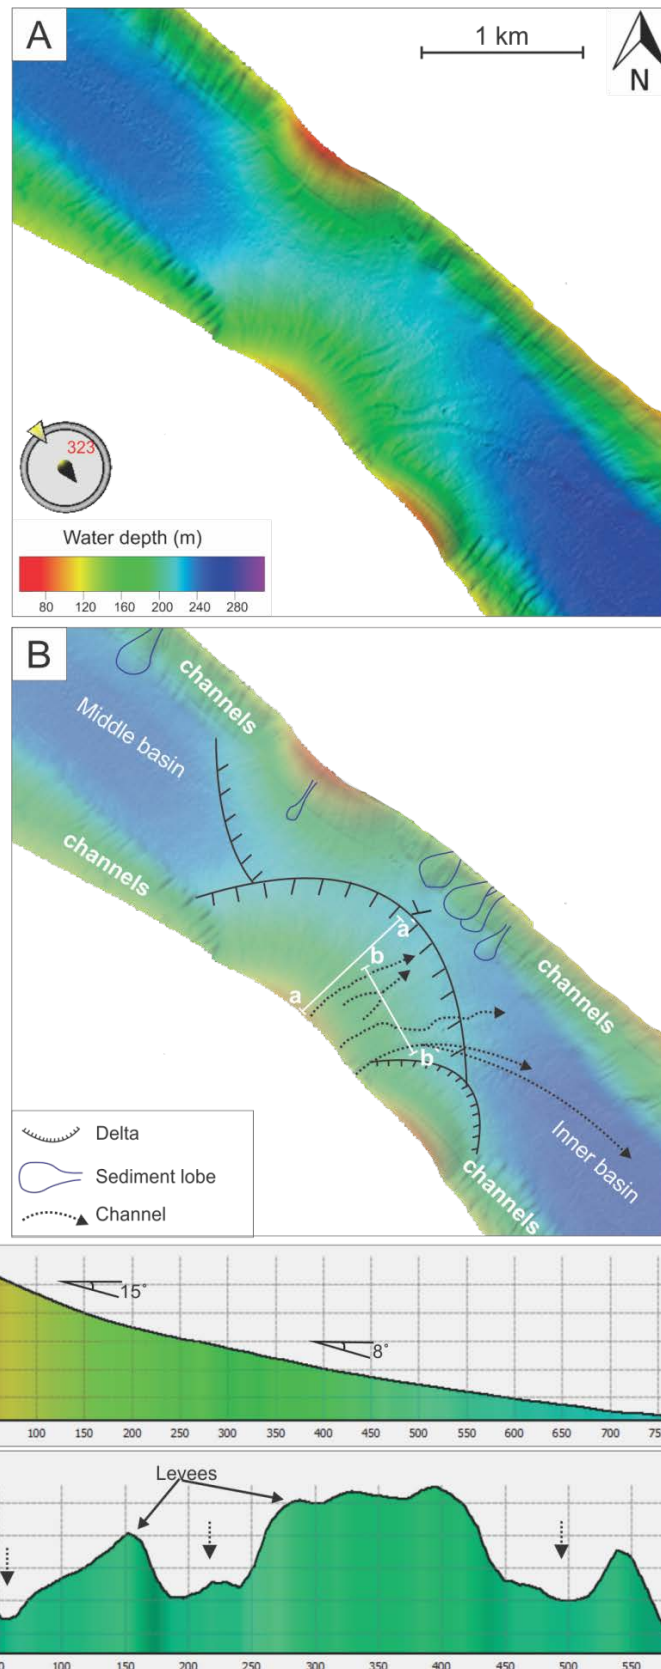 A
1 km
N
323
Water depth (m)
80 120 160 200 240 280
B
channels
Middle basin
channels
a
b
a
channels
b
Inner basin
Delta
Sediment lobe
Channel
channels
15°
8°
100 150 200 250 300 350 400 450 500 550 600 650 700
Levees
100 150 200 250 300 350 400 450 500 550